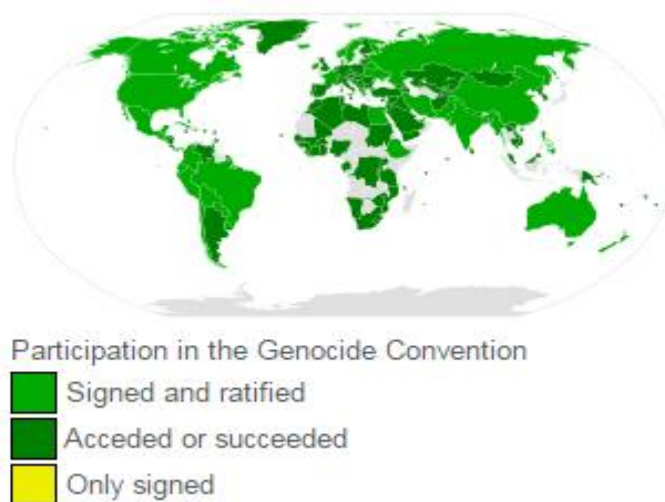 Participation in the Genocide Convention
Signed and ratified
Acceded or succeeded
Only signed